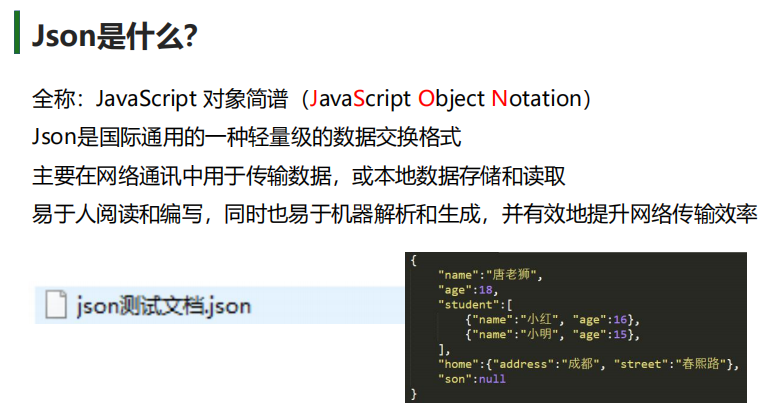 Json是什么?
全称：JavaScript 对象简谱（JavaScript Object Notation）
Json是国际通用的一种轻量级的数据交换格式
主要在网络通讯中用于传输数据，或本地数据存储和读取
易于人阅读和编写，同时也易于机器解析和生成，并有效地提升网络传输效率
json测试文档.json
{
"name":"唐老狮",
"age":18,
"student":[
{"name":"小红", "age":16},
{"name":"小明", "age":15},
],
"home":{"address":"成都", "street":"春熙路"},
"son":null
}